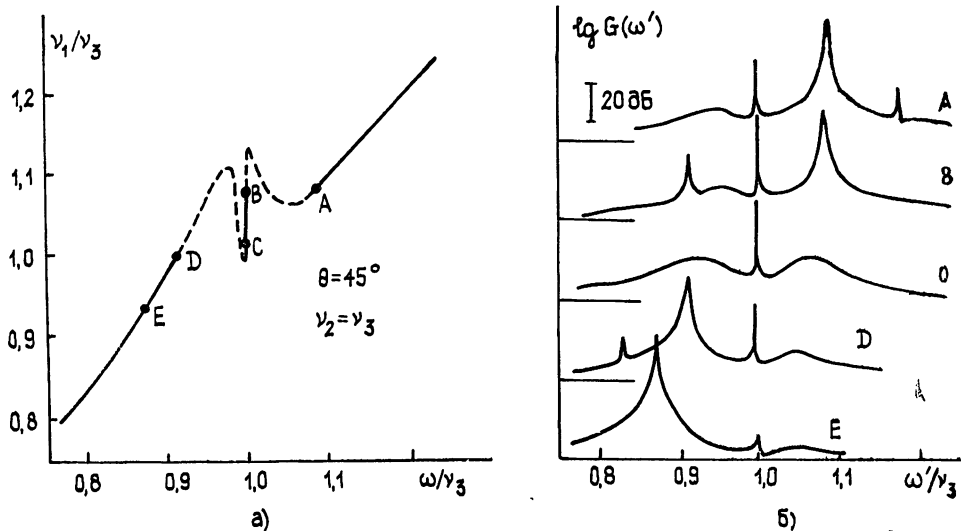 ν₁/ν₃
1,2
1,1
1,0
0,9
0,8
A
B
C
D
E
θ=45°
ν₂=ν₃
0,8 0,9 1,0 1,1 ω/ν₃
а)
lg G(ω′)
20 дБ
A
B
0
D
E
0,8 0,9 1,0 1,1 ω′/ν₃
б)